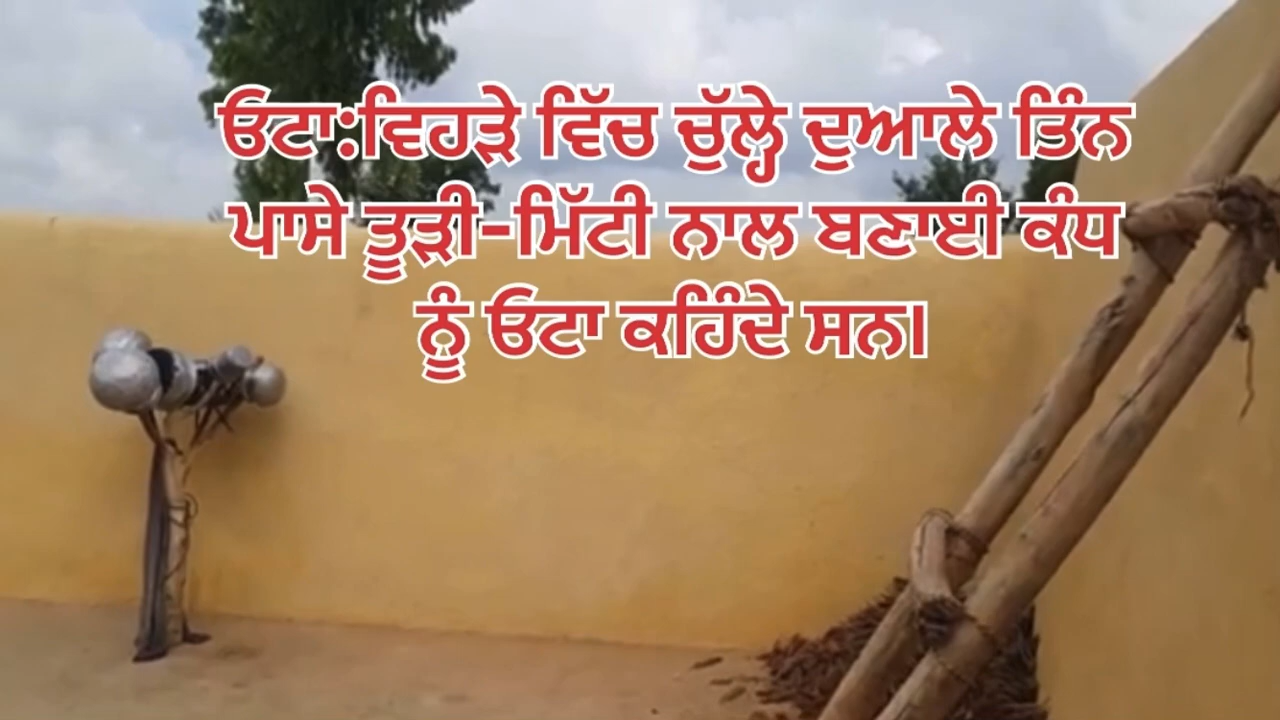 ਓਟਾ:ਵਿਹੜੇ ਵਿੱਚ ਚੁੱਲ੍ਹੇ ਦੁਆਲੇ ਤਿੰਨ
ਪਾਸੇ ਤੂੜੀ-ਮਿੱਟੀ ਨਾਲ ਬਣਾਈ ਕੰਧ
ਨੂੰ ਓਟਾ ਕਹਿੰਦੇ ਸਨ।